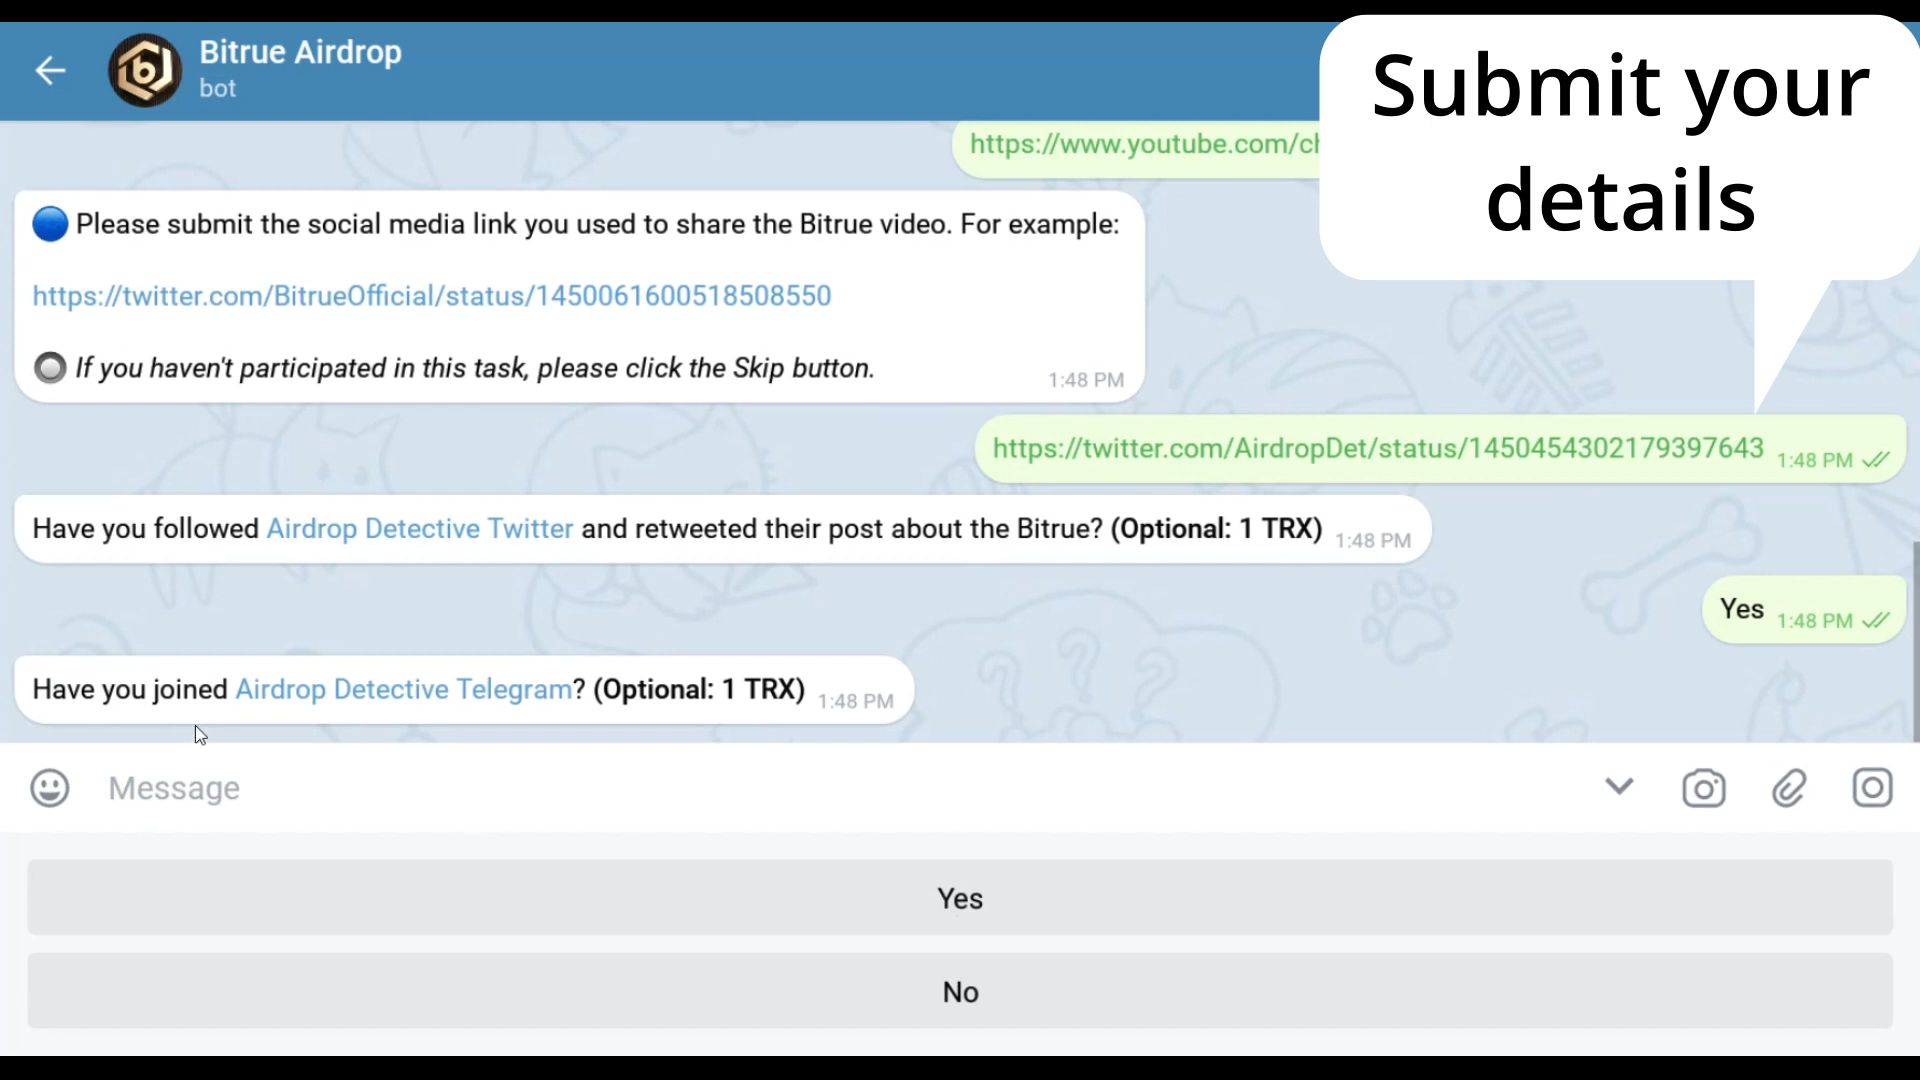 Bitrue Airdrop
bot
Submit your
details
https://www.youtube.com/ch
Please submit the social media link you used to share the Bitrue video. For example:
https://twitter.com/BitrueOfficial/status/1450061600518508550
If you haven't participated in this task, please click the Skip button.
1:48 PM
https://twitter.com/AirdropDet/status/1450454302179397643 1:48 PM
Have you followed Airdrop Detective Twitter and retweeted their post about the Bitrue? (Optional: 1 TRX) 1:48 PM
Yes 1:48 PM
Have you joined Airdrop Detective Telegram? (Optional: 1 TRX) 1:48 PM
Message
Yes
No